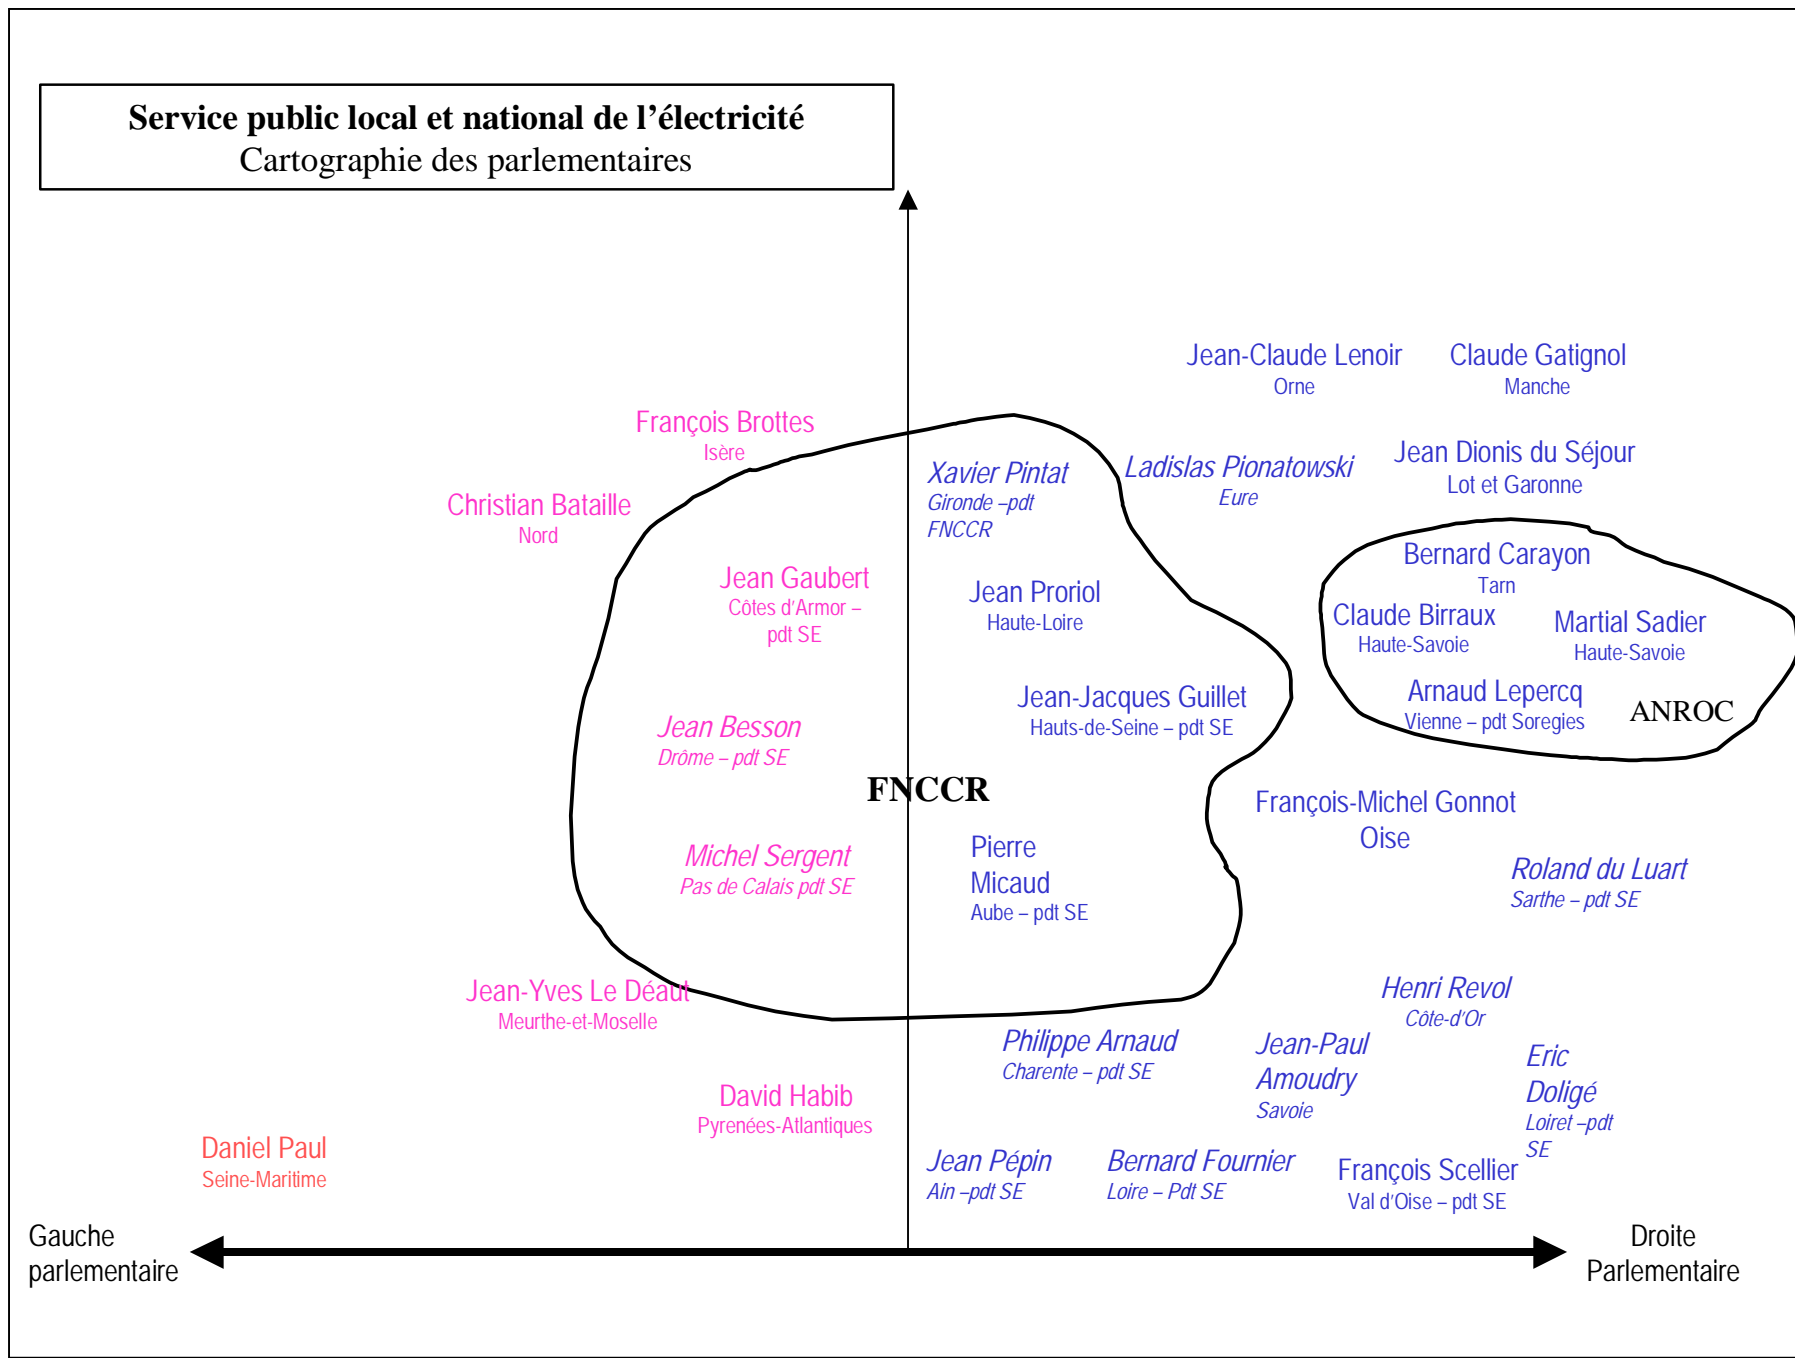 Service public local et national de l’électricité
Cartographie des parlementaires
Jean-Claude Lenoir
Orne
Claude Gatignol
Manche
François Brottes
Isère
Xavier Pintat
Gironde –pdt
FNCCR
Ladislas Pionatowski
Eure
Jean Dionis du Séjour
Lot et Garonne
Christian Bataille
Nord
Bernard Carayon
Tarn
Jean Gaubert
Côtes d’Armor –
pdt SE
Jean Proriol
Haute-Loire
Claude Birraux
Haute-Savoie
Martial Sadier
Haute-Savoie
Jean-Jacques Guillet
Hauts-de-Seine – pdt SE
Arnaud Lepercq
Vienne – pdt Soregies
ANROC
Jean Besson
Drôme – pdt SE
FNCCR
François-Michel Gonnot
Oise
Michel Sergent
Pas de Calais pdt SE
Pierre
Micaud
Aube – pdt SE
Roland du Luart
Sarthe – pdt SE
Jean-Yves Le Déaut
Meurthe-et-Moselle
Henri Revol
Côte-d’Or
Philippe Arnaud
Charente – pdt SE
Jean-Paul
Amoudry
Savoie
Eric
Doligé
Loiret –pdt
SE
David Habib
Pyrenées-Atlantiques
Daniel Paul
Seine-Maritime
Jean Pépin
Ain –pdt SE
Bernard Fournier
Loire – Pdt SE
François Scellier
Val d’Oise – pdt SE
Gauche
parlementaire
Droite
Parlementaire